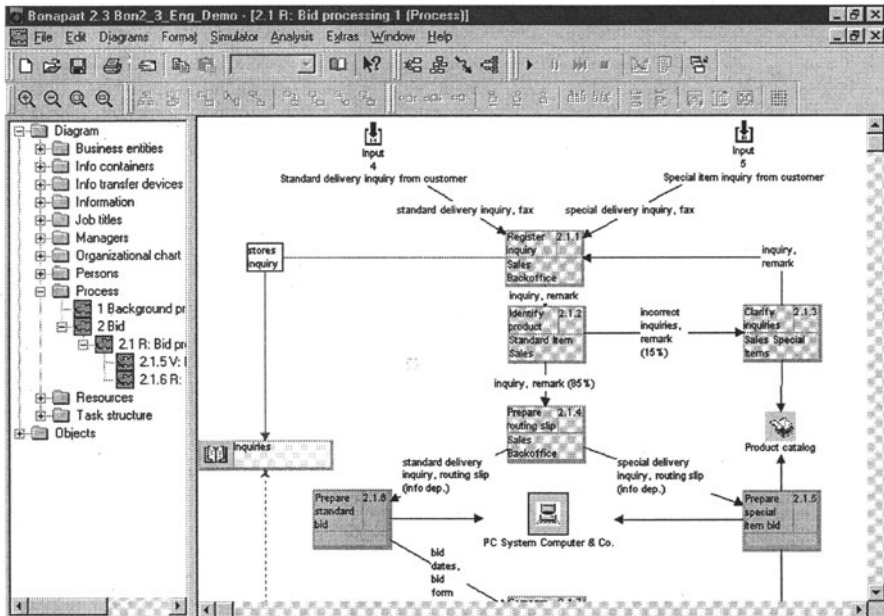 Bonapart 2.3 Bon2_3_Eng_Demo - [2.1 R: Bid processing.1 (Process)]
File Edit Diagrams Format Simulator Analysis Extras Window Help
Diagram
Business entities
Info containers
Info transfer devices
Information
Job titles
Managers
Organizational chart
Persons
Process
1 Background pr
2 Bid
2.1 R: Bid pro
2.1.5 V:
2.1.6 R:
Resources
Task structure
Objects
Input
4
Standard delivery inquiry from customer
Input
5
Special item inquiry from customer
standard delivery inquiry, fax
special delivery inquiry, fax
Register 2.1.1
inquiry
Sales
Backoffice
stores
inquiry
inquiry,
remark
inquiry, remark
Identify 2.1.2
product
Standard Item
Sales
incorrect
inquiries,
remark
(15%)
Clarify 2.1.3
inquiries
Sales Special
Items
inquiry, remark (85%)
Prepare 2.1.4
routing slip
Sales
Backoffice
Product catalog
Inquiries
standard delivery
inquiry, routing slip
(info dep.)
special delivery
inquiry, routing slip
(info dep.)
Prepare 2.1.6
standard
bid
PC System Computer & Co.
Prepare 2.1.5
special
item bid
bid
dates,
bid
form